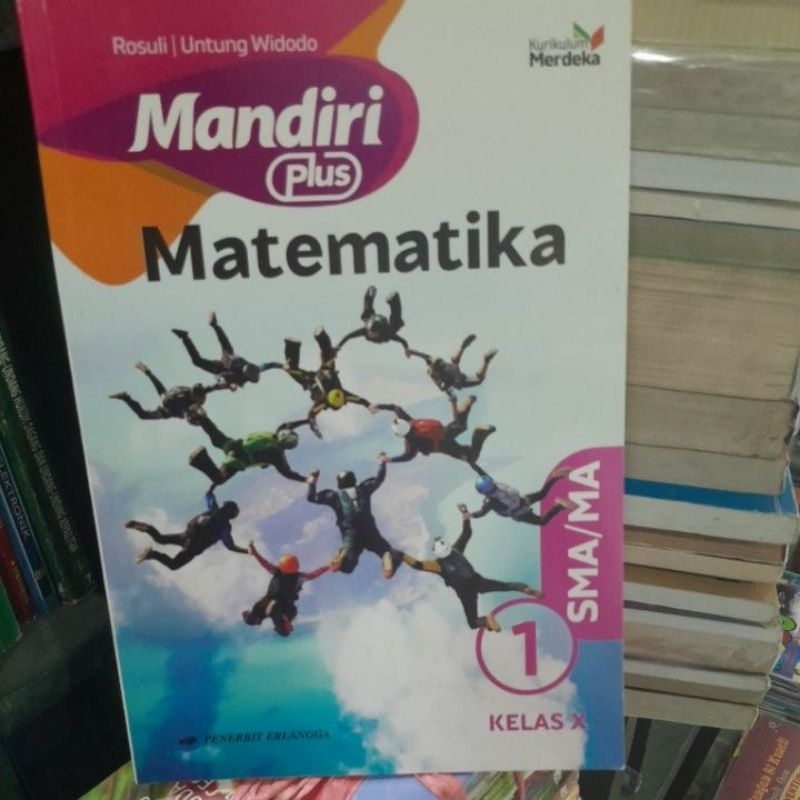 Rosuli | Untung Widodo
Kurikulum
Merdeka
Mandiri
plus
Matematika
SMA/MA
1
KELAS X
PENERBIT ERLANGGA